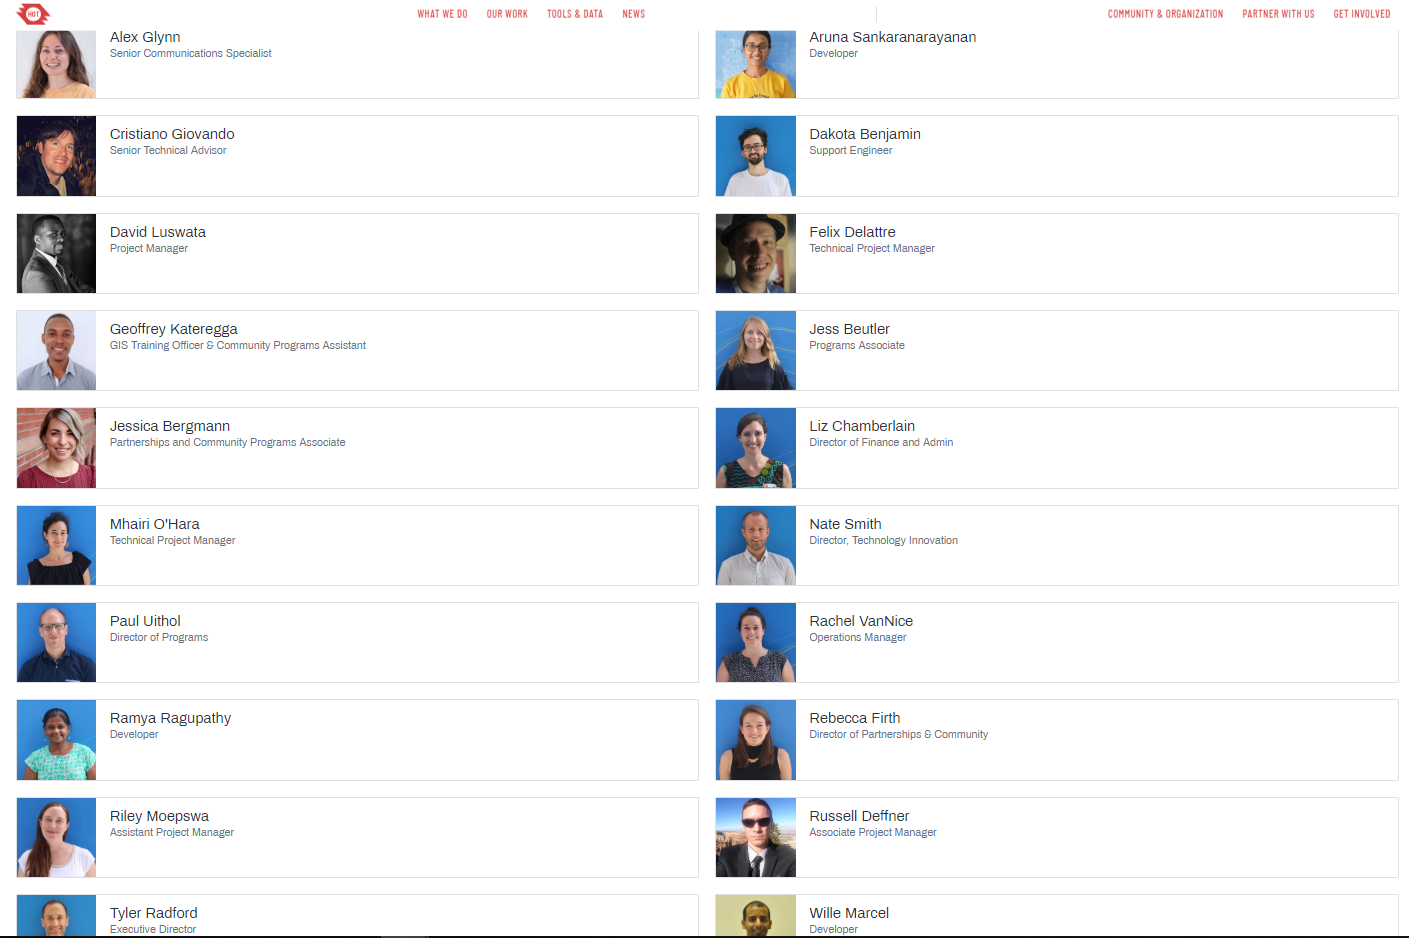 HOT
WHAT WE DO
OUR WORK
TOOLS & DATA
NEWS
COMMUNITY & ORGANIZATION
PARTNER WITH US
GET INVOLVED
Alex Glynn
Senior Communications Specialist
Aruna Sankaranarayanan
Developer
Cristiano Giovando
Senior Technical Advisor
Dakota Benjamin
Support Engineer
David Luswata
Project Manager
Felix Delattre
Technical Project Manager
Geoffrey Kateregga
GIS Training Officer & Community Programs Assistant
Jess Beutler
Programs Associate
Jessica Bergmann
Partnerships and Community Programs Associate
Liz Chamberlain
Director of Finance and Admin
Mhairi O'Hara
Technical Project Manager
Nate Smith
Director, Technology Innovation
Paul Uithol
Director of Programs
Rachel VanNice
Operations Manager
Ramya Ragupathy
Developer
Rebecca Firth
Director of Partnerships & Community
Riley Moepswa
Assistant Project Manager
Russell Deffner
Associate Project Manager
Tyler Radford
Executive Director
Wille Marcel
Developer